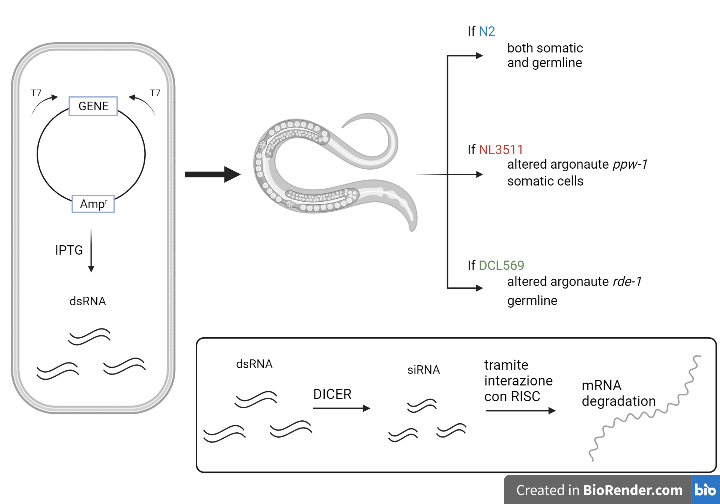 If N2
both somatic
and germline
T7
T7
GENE
If NL3511
altered argonaute ppw-1
somatic cells
Ampʳ
IPTG
dsRNA
If DCL569
altered argonaute rde-1
germline
dsRNA
DICER
siRNA
tramite
interazione
con RISC
mRNA
degradation
Created in BioRender.com bio